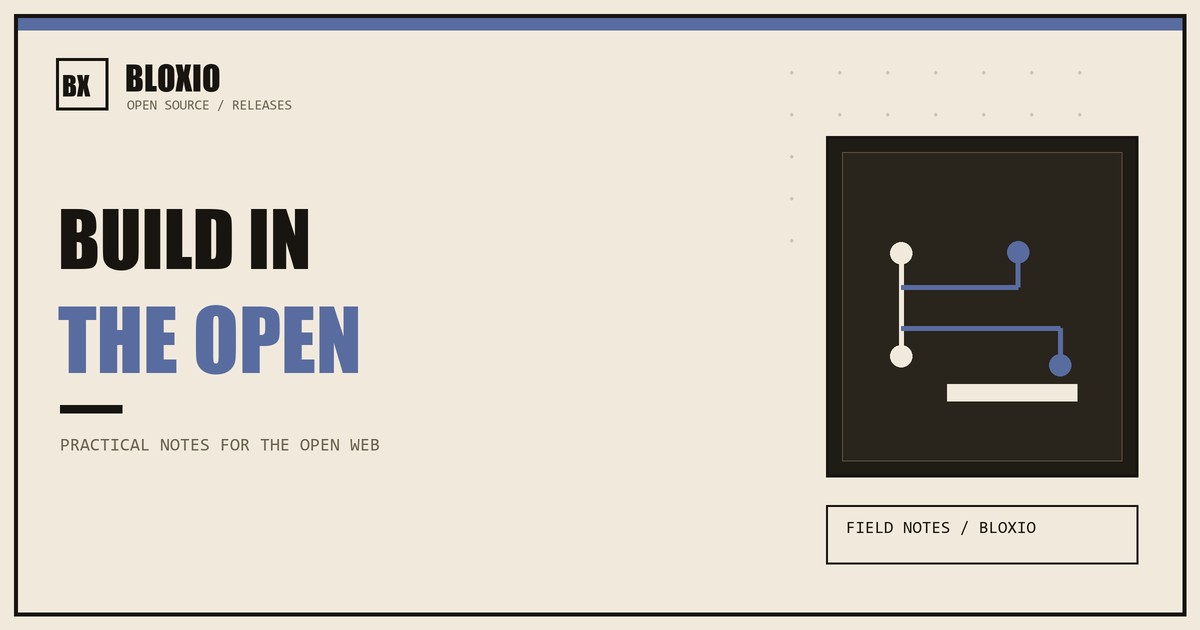 BX
BLOXIO
OPEN SOURCE / RELEASES
BUILD IN
THE OPEN
PRACTICAL NOTES FOR THE OPEN WEB
FIELD NOTES / BLOXIO